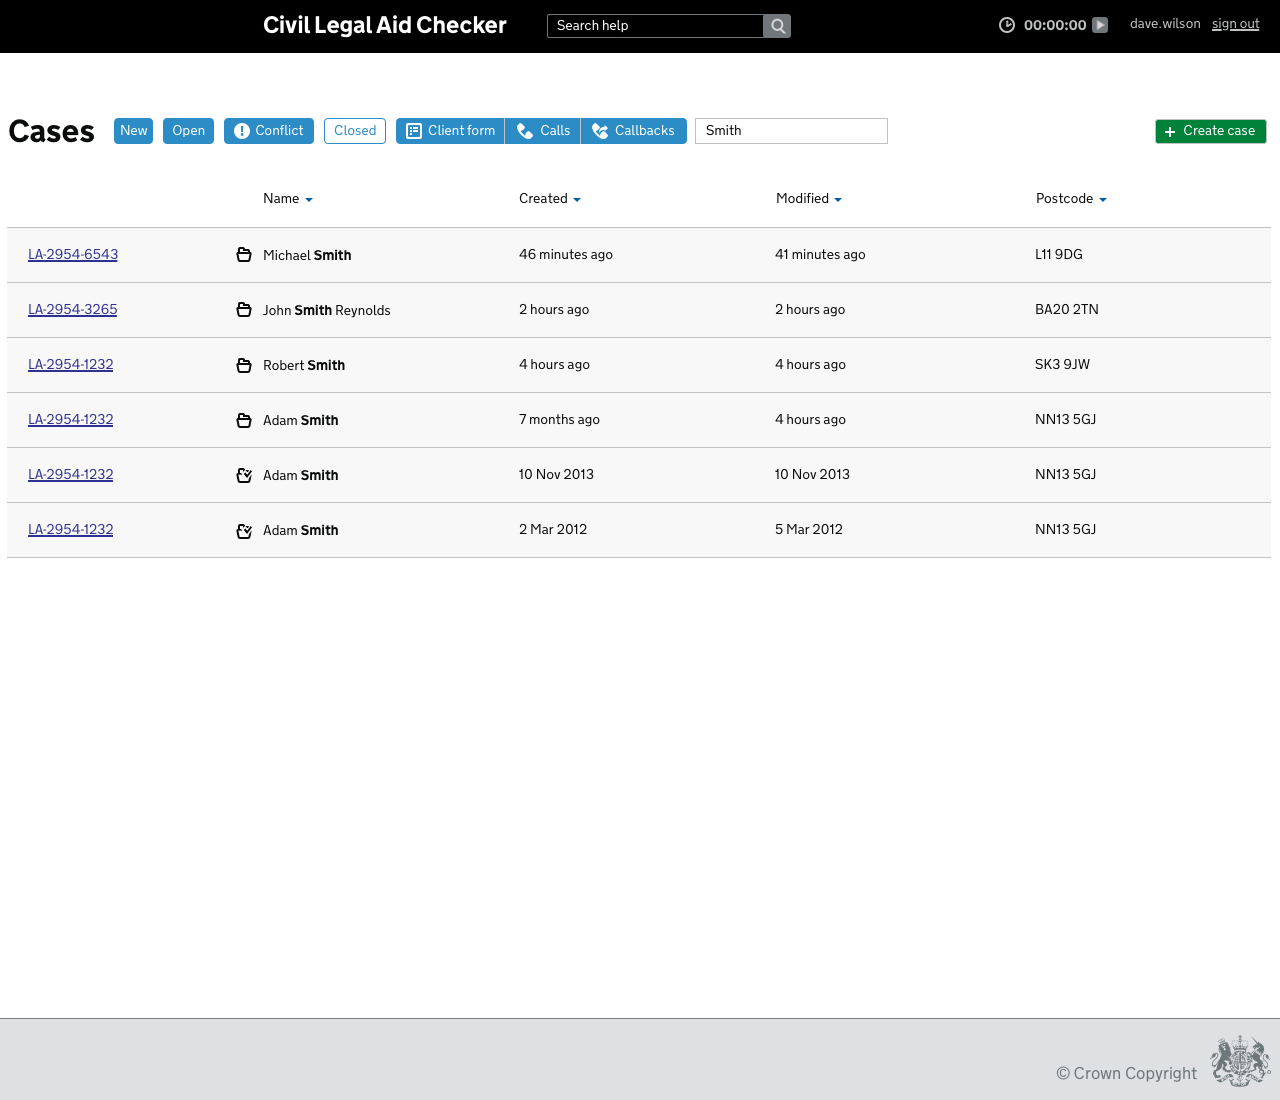 Civil Legal Aid Checker Search help 00:00:00 dave.wilson sign out
Cases New Open Conflict Closed Client form Calls Callbacks Smith Create case
Name Created Modified Postcode
LA-2954-6543 Michael Smith 46 minutes ago 41 minutes ago L11 9DG
LA-2954-3265 John Smith Reynolds 2 hours ago 2 hours ago BA20 2TN
LA-2954-1232 Robert Smith 4 hours ago 4 hours ago SK3 9JW
LA-2954-1232 Adam Smith 7 months ago 4 hours ago NN13 5GJ
LA-2954-1232 Adam Smith 10 Nov 2013 10 Nov 2013 NN13 5GJ
LA-2954-1232 Adam Smith 2 Mar 2012 5 Mar 2012 NN13 5GJ
© Crown Copyright